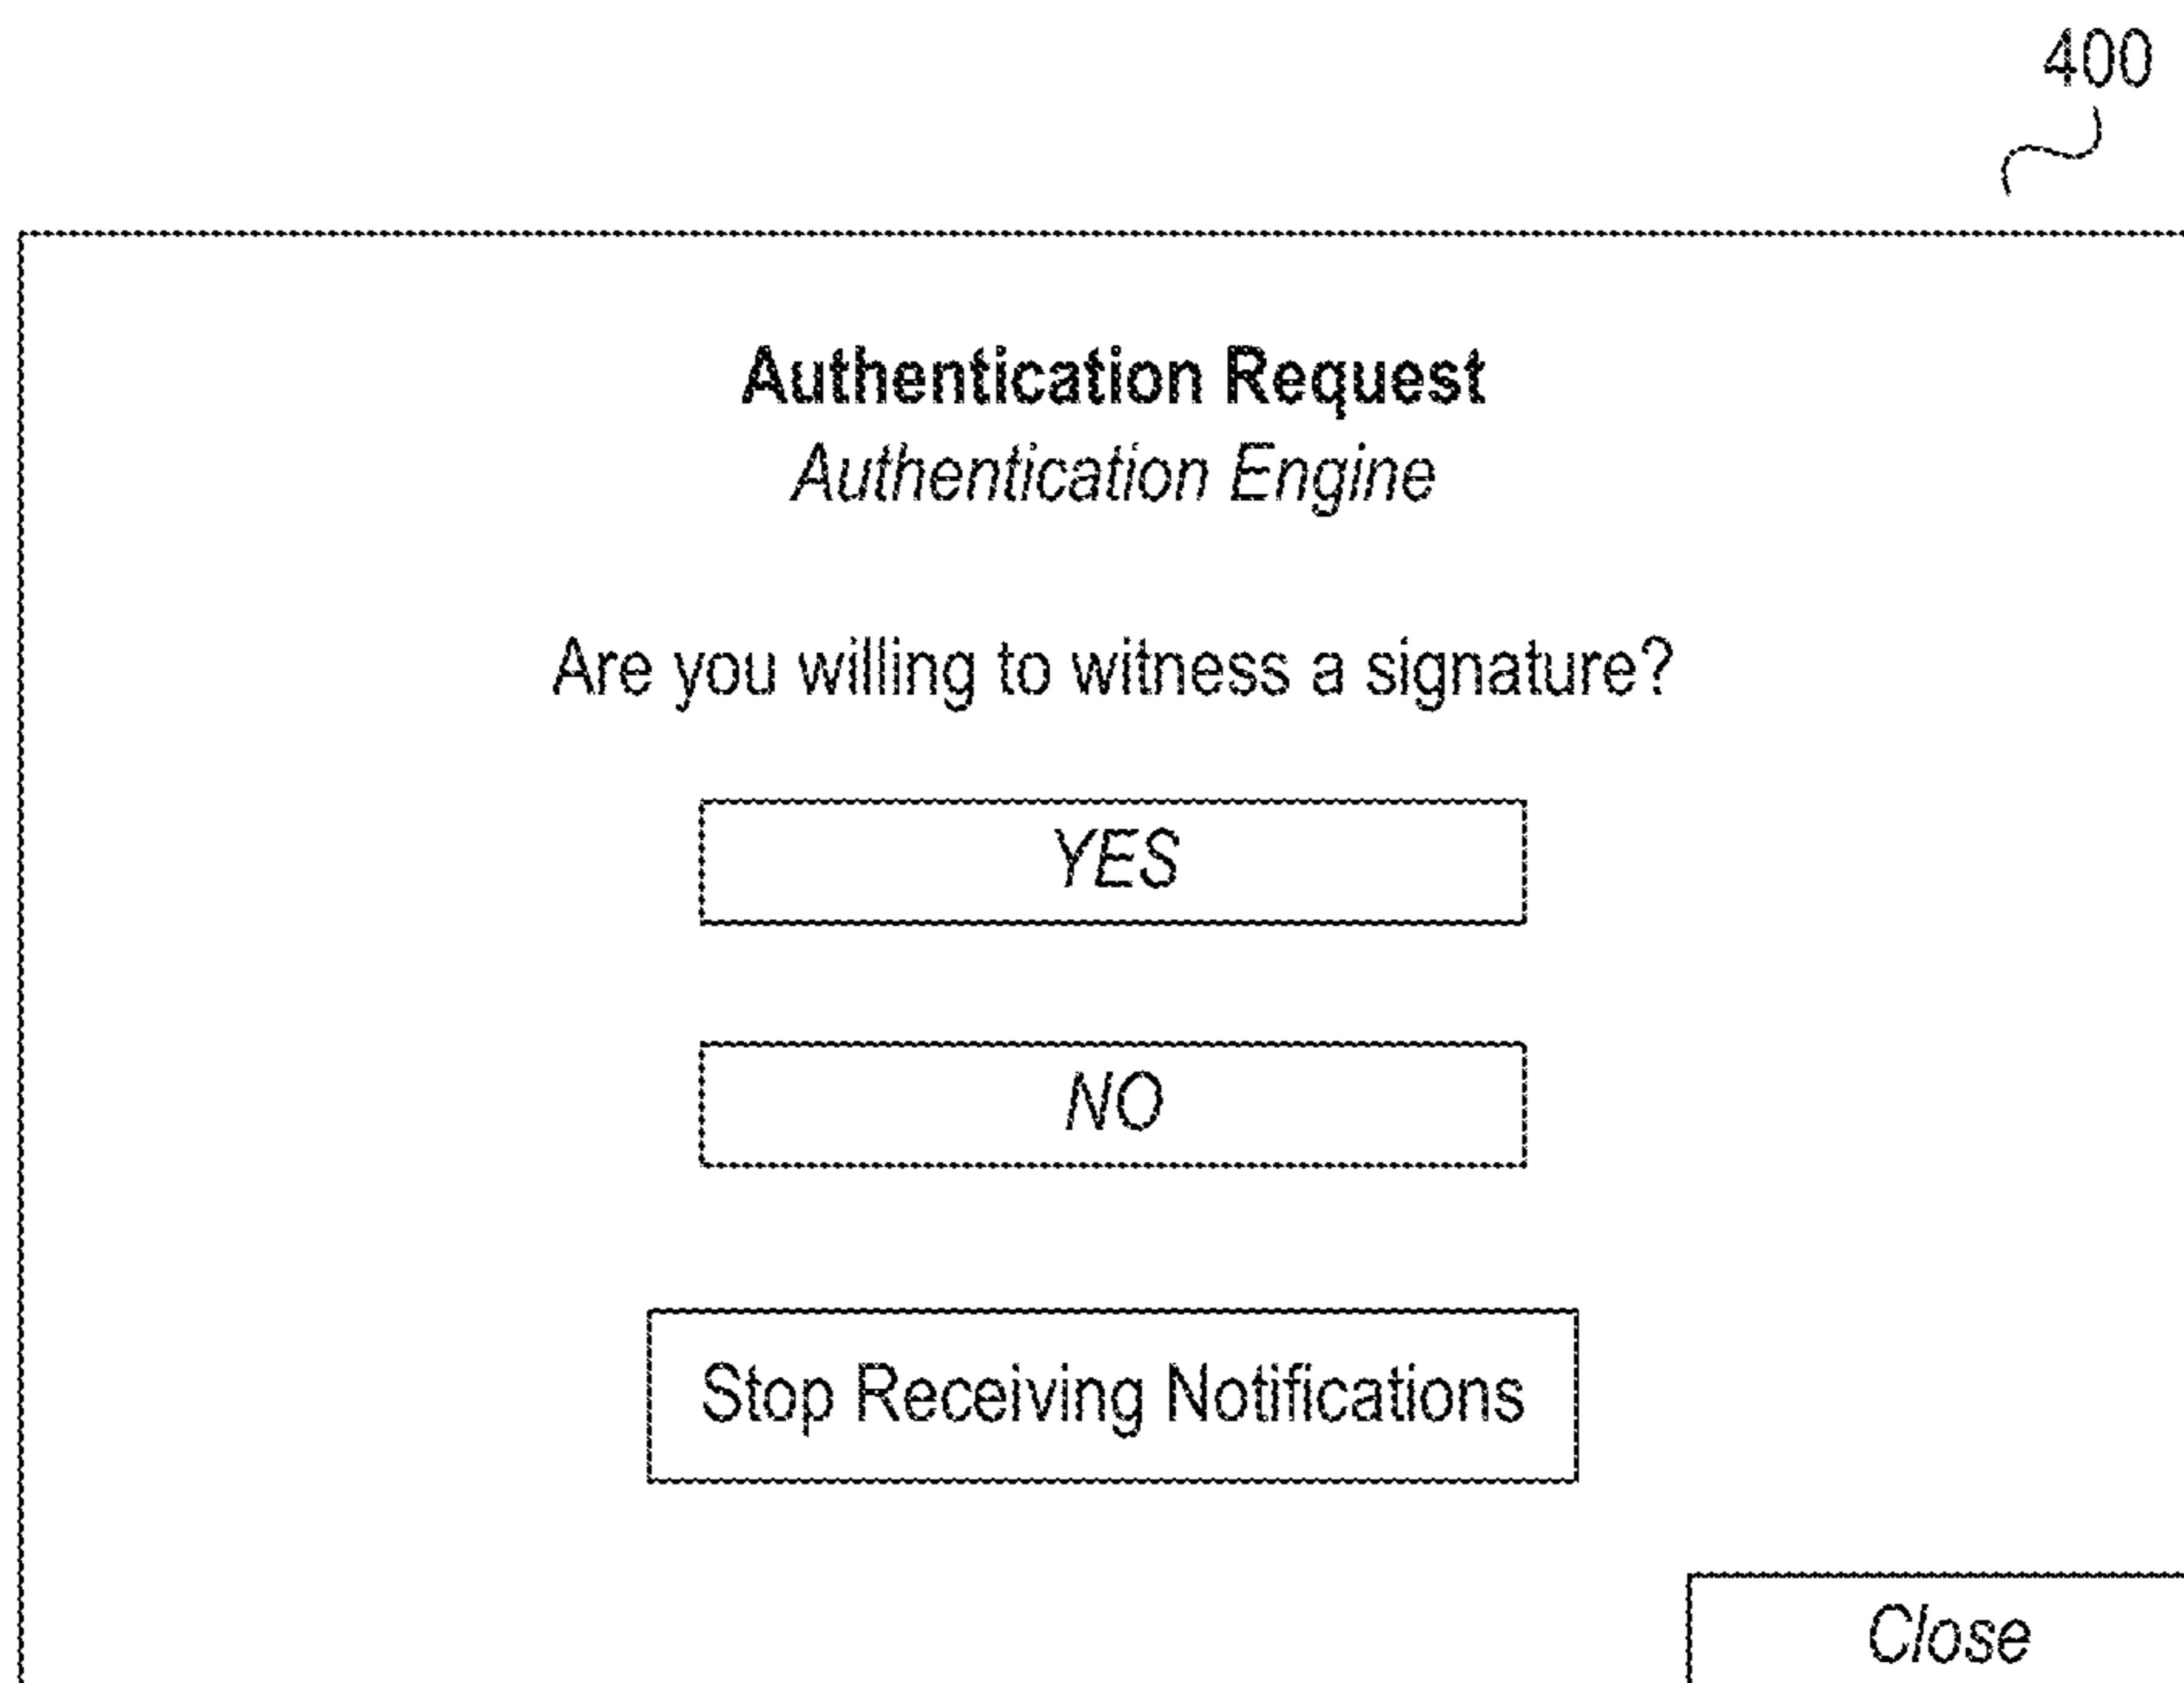 400
Authentication Request
Authentication Engine
Are you willing to witness a signature?
YES
NO
Stop Receiving Notifications
Close